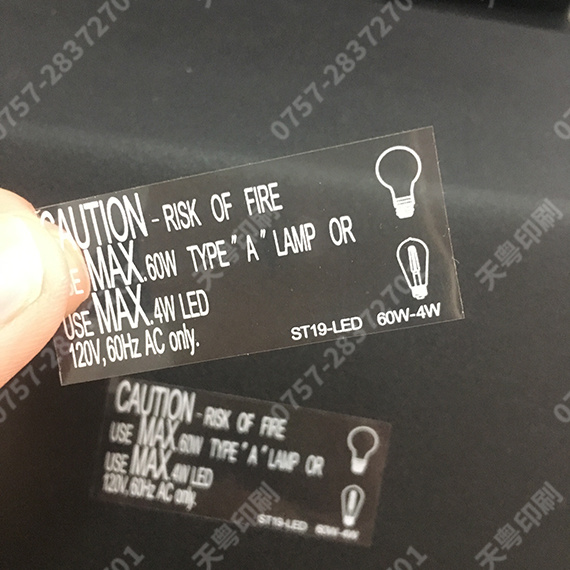 CAUTION - RISK OF FIRE
USE MAX. 60W TYPE " A " LAMP OR
USE MAX. 4W LED
120V, 60Hz AC only.
ST19-LED 60W-4W
CAUTION - RISK OF FIRE
USE MAX. 60W TYPE " A " LAMP OR
USE MAX. 4W LED
120V, 60Hz AC only.
ST19-LED 60W-4W
0757-28372701
天粤印刷